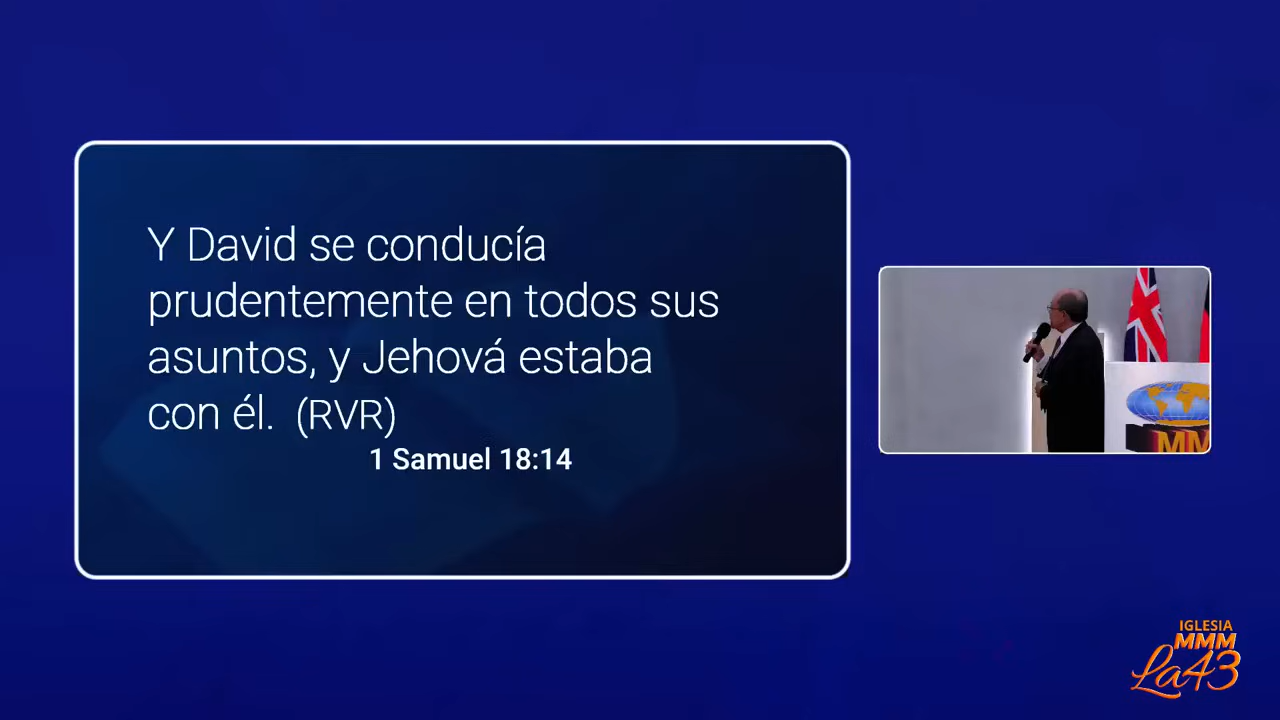 Y David se conducía
prudentemente en todos sus
asuntos, y Jehová estaba
con él. (RVR)
1 Samuel 18:14
MM
IGLESIA
MMM
La43